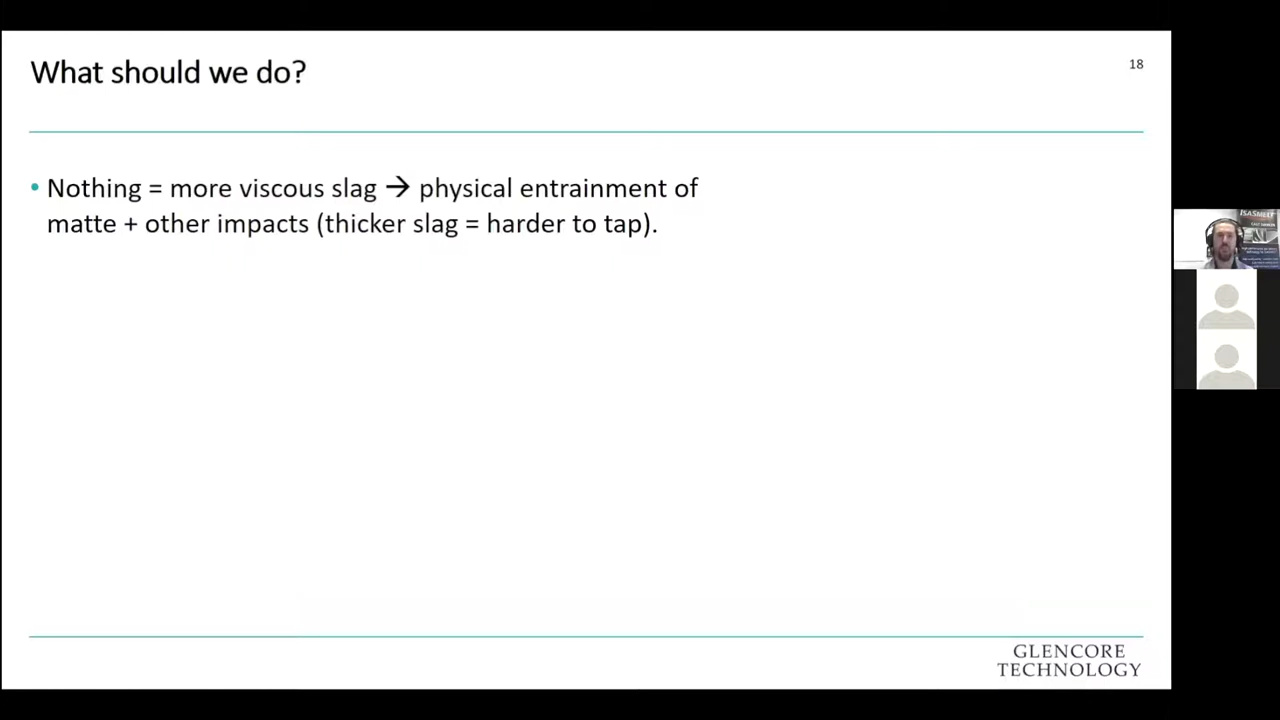 What should we do?
18
• Nothing = more viscous slag → physical entrainment of
matte + other impacts (thicker slag = harder to tap).
ISASMELT
GLENCORE
TECHNOLOGY